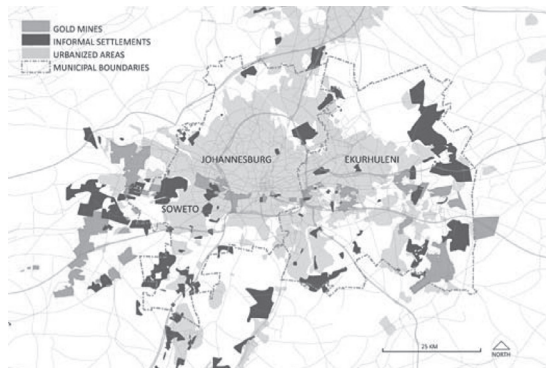 GOLD MINES
INFORMAL SETTLEMENTS
URBANIZED AREAS
MUNICIPAL BOUNDARIES
JOHANNESBURG
EKURHULENI
SOWETO
25 KM
NORTH